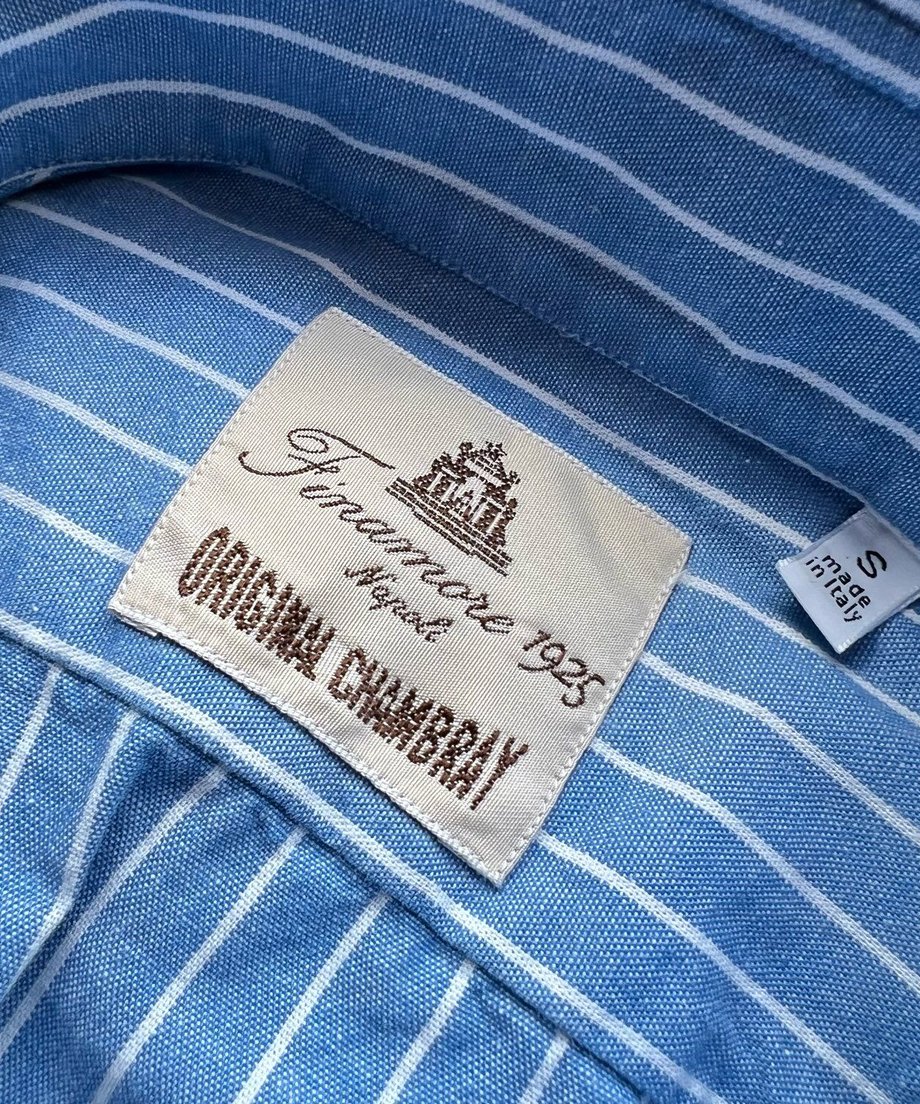 Finamore 1925
Napoli
ORIGINAL CHAMBRAY
S
made
in Italy